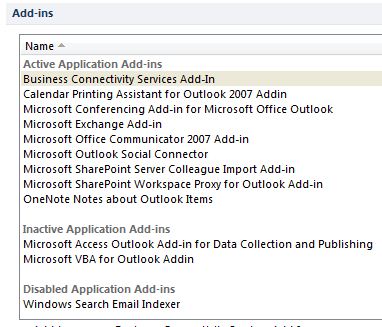 Add-ins
Name
Active Application Add-ins
Business Connectivity Services Add-In
Calendar Printing Assistant for Outlook 2007 Addin
Microsoft Conferencing Add-in for Microsoft Office Outlook
Microsoft Exchange Add-in
Microsoft Office Communicator 2007 Add-in
Microsoft Outlook Social Connector
Microsoft SharePoint Server Colleague Import Add-in
Microsoft SharePoint Workspace Proxy for Outlook Add-in
OneNote Notes about Outlook Items
Inactive Application Add-ins
Microsoft Access Outlook Add-in for Data Collection and Publishing
Microsoft VBA for Outlook Addin
Disabled Application Add-ins
Windows Search Email Indexer